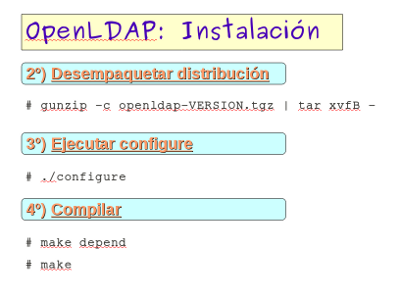 OpenLDAP: Instalación
2º) Desempaquetar distribución
# gunzip -c openldap-VERSION.tgz | tar xvfB -
3º) Ejecutar configure
# ./configure
4º) Compilar
# make depend
# make